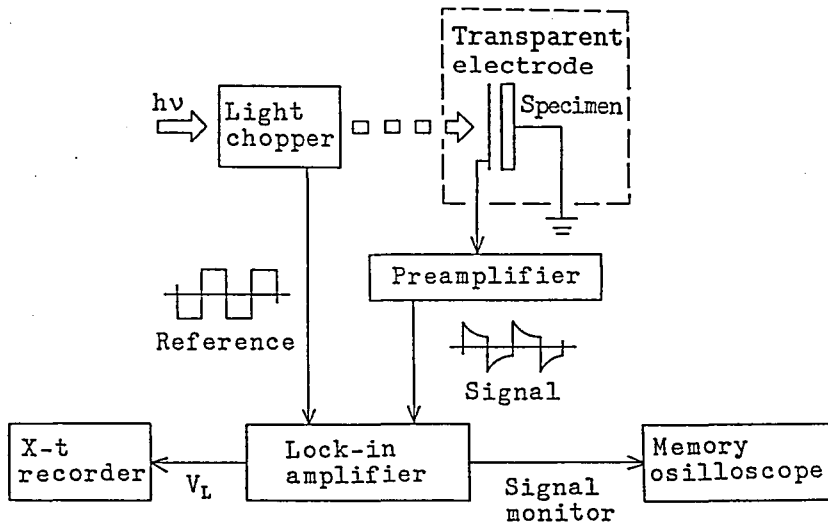 Transparent
electrode
hν
Light
chopper
Specimen
Preamplifier
Reference
Signal
X-t
recorder
V_L
Lock-in
amplifier
Signal
monitor
Memory
osilloscope